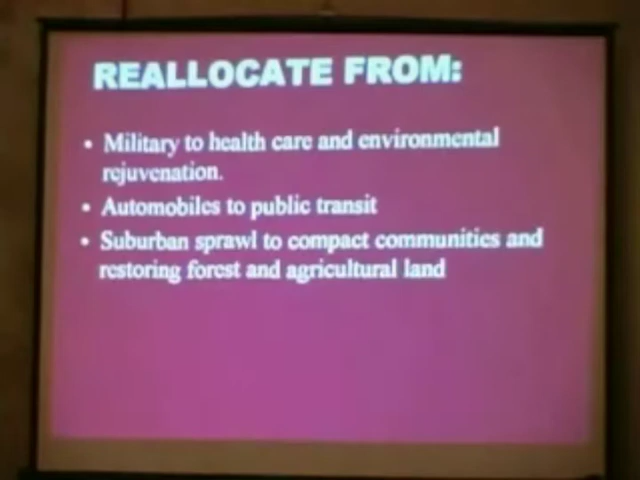 REALLOCATE FROM:
• Military to health care and environmental
rejuvenation.
• Automobiles to public transit
• Suburban sprawl to compact communities and
restoring forest and agricultural land